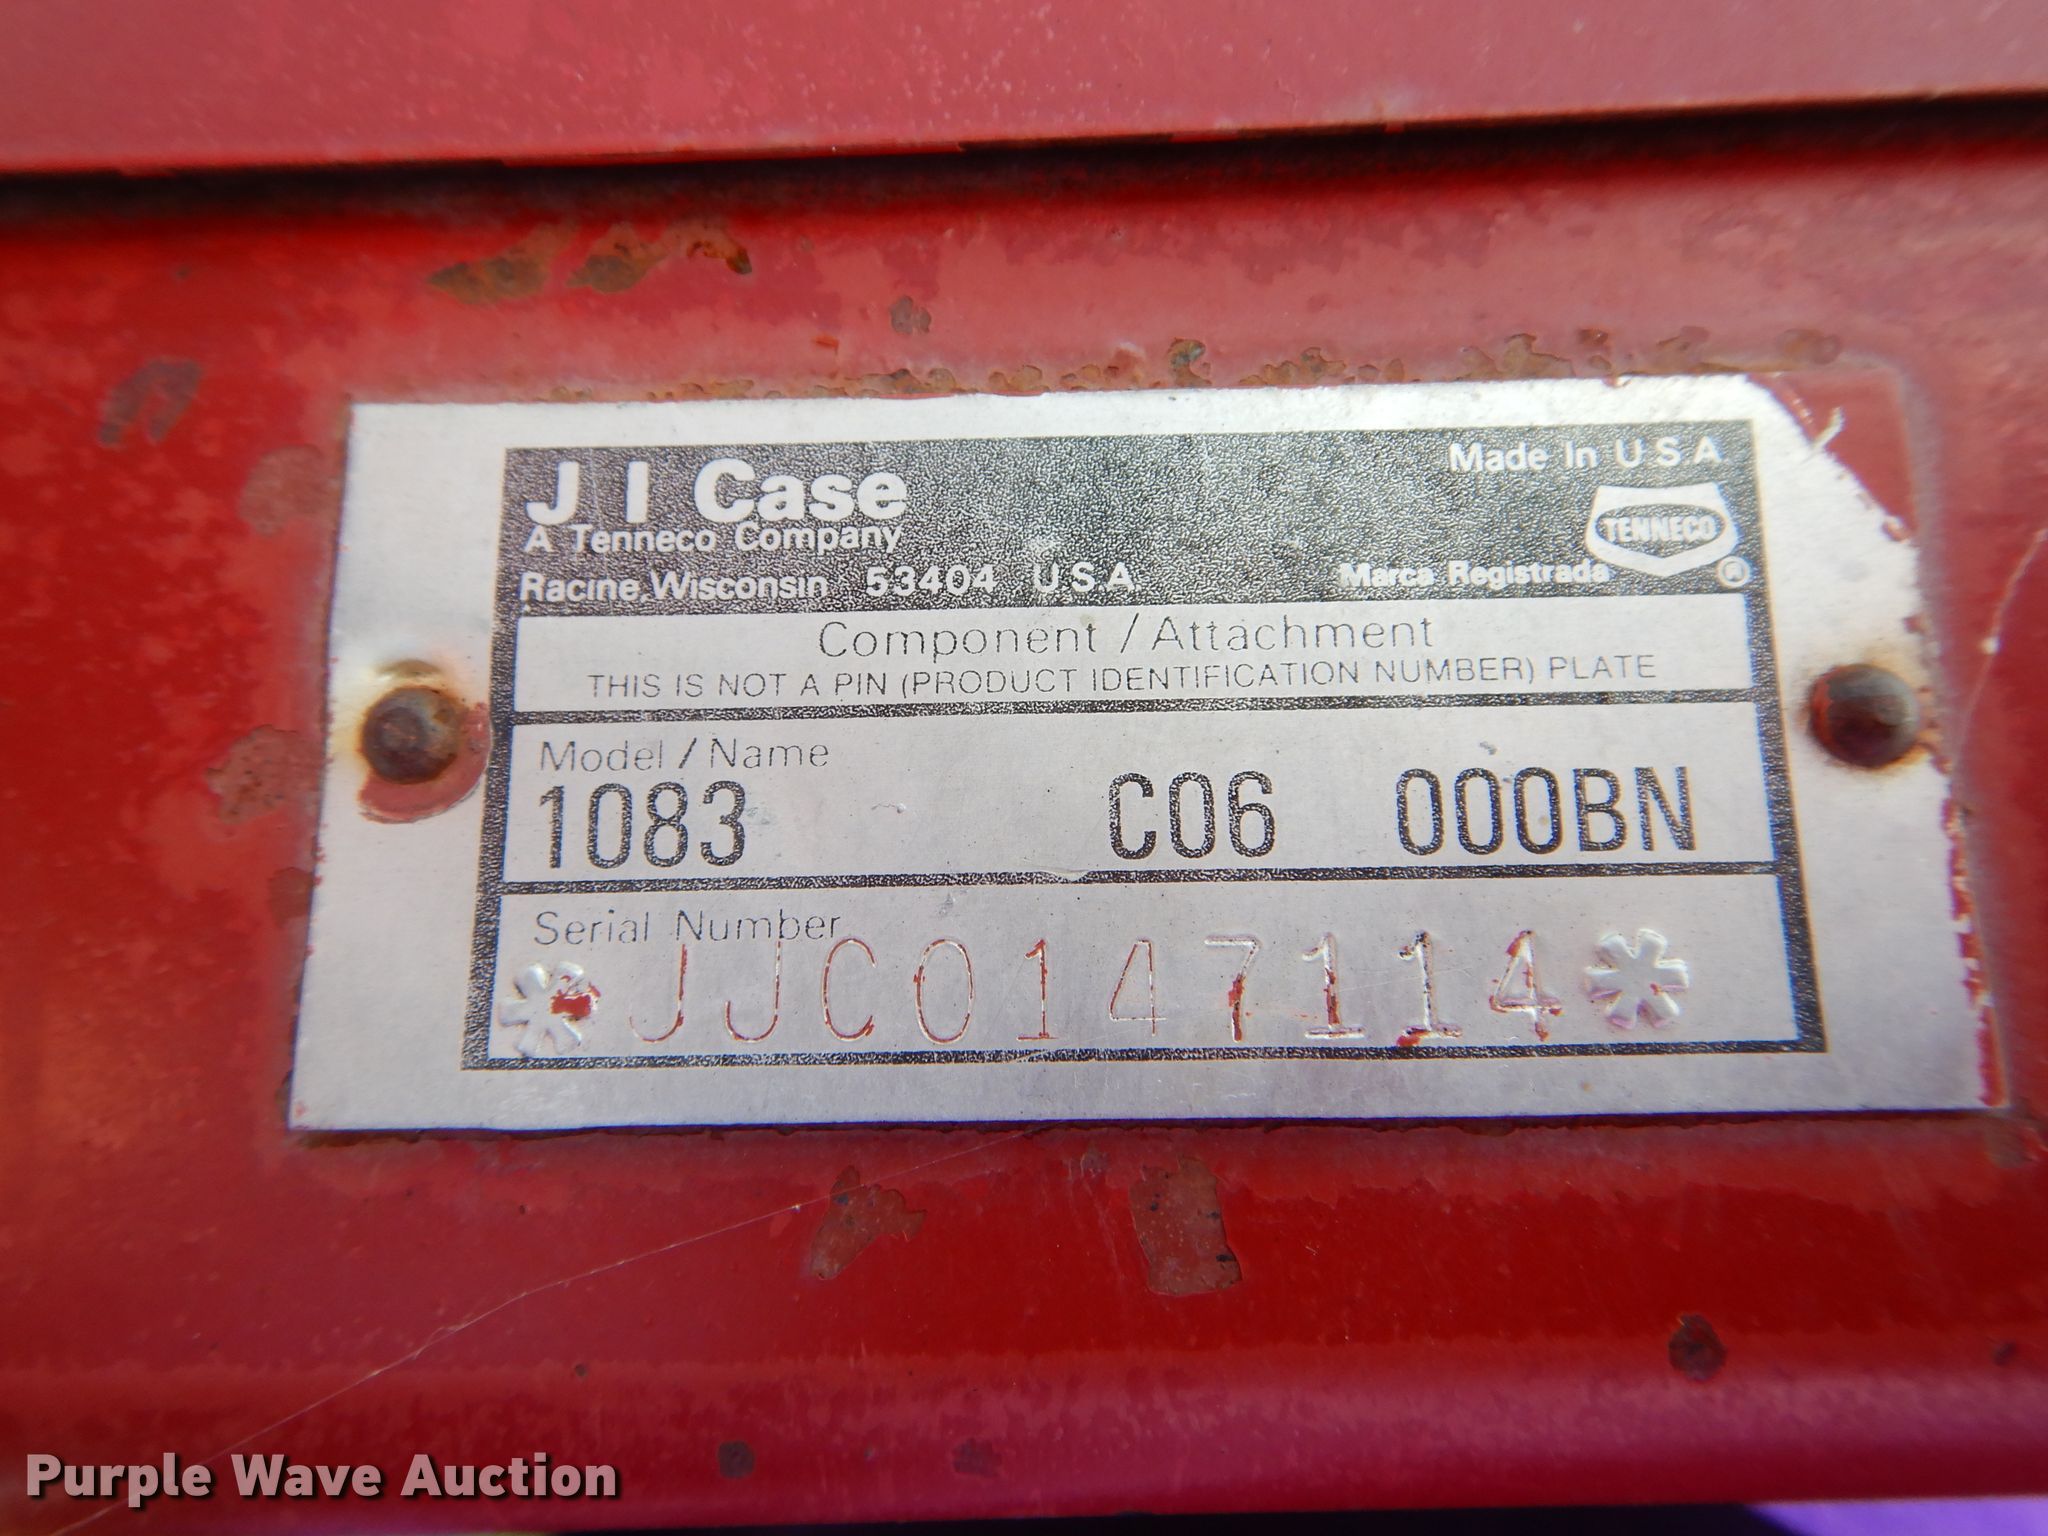 J I Case
Made In U.S.A.
A Tenneco Company
TENNECO
Racine, Wisconsin 53404 U.S.A.
Marca Registrada ®
Component / Attachment
THIS IS NOT A PIN (PRODUCT IDENTIFICATION NUMBER) PLATE
Model / Name
1083 C06 000BN
Serial Number
*JJC0147114*
Purple Wave Auction